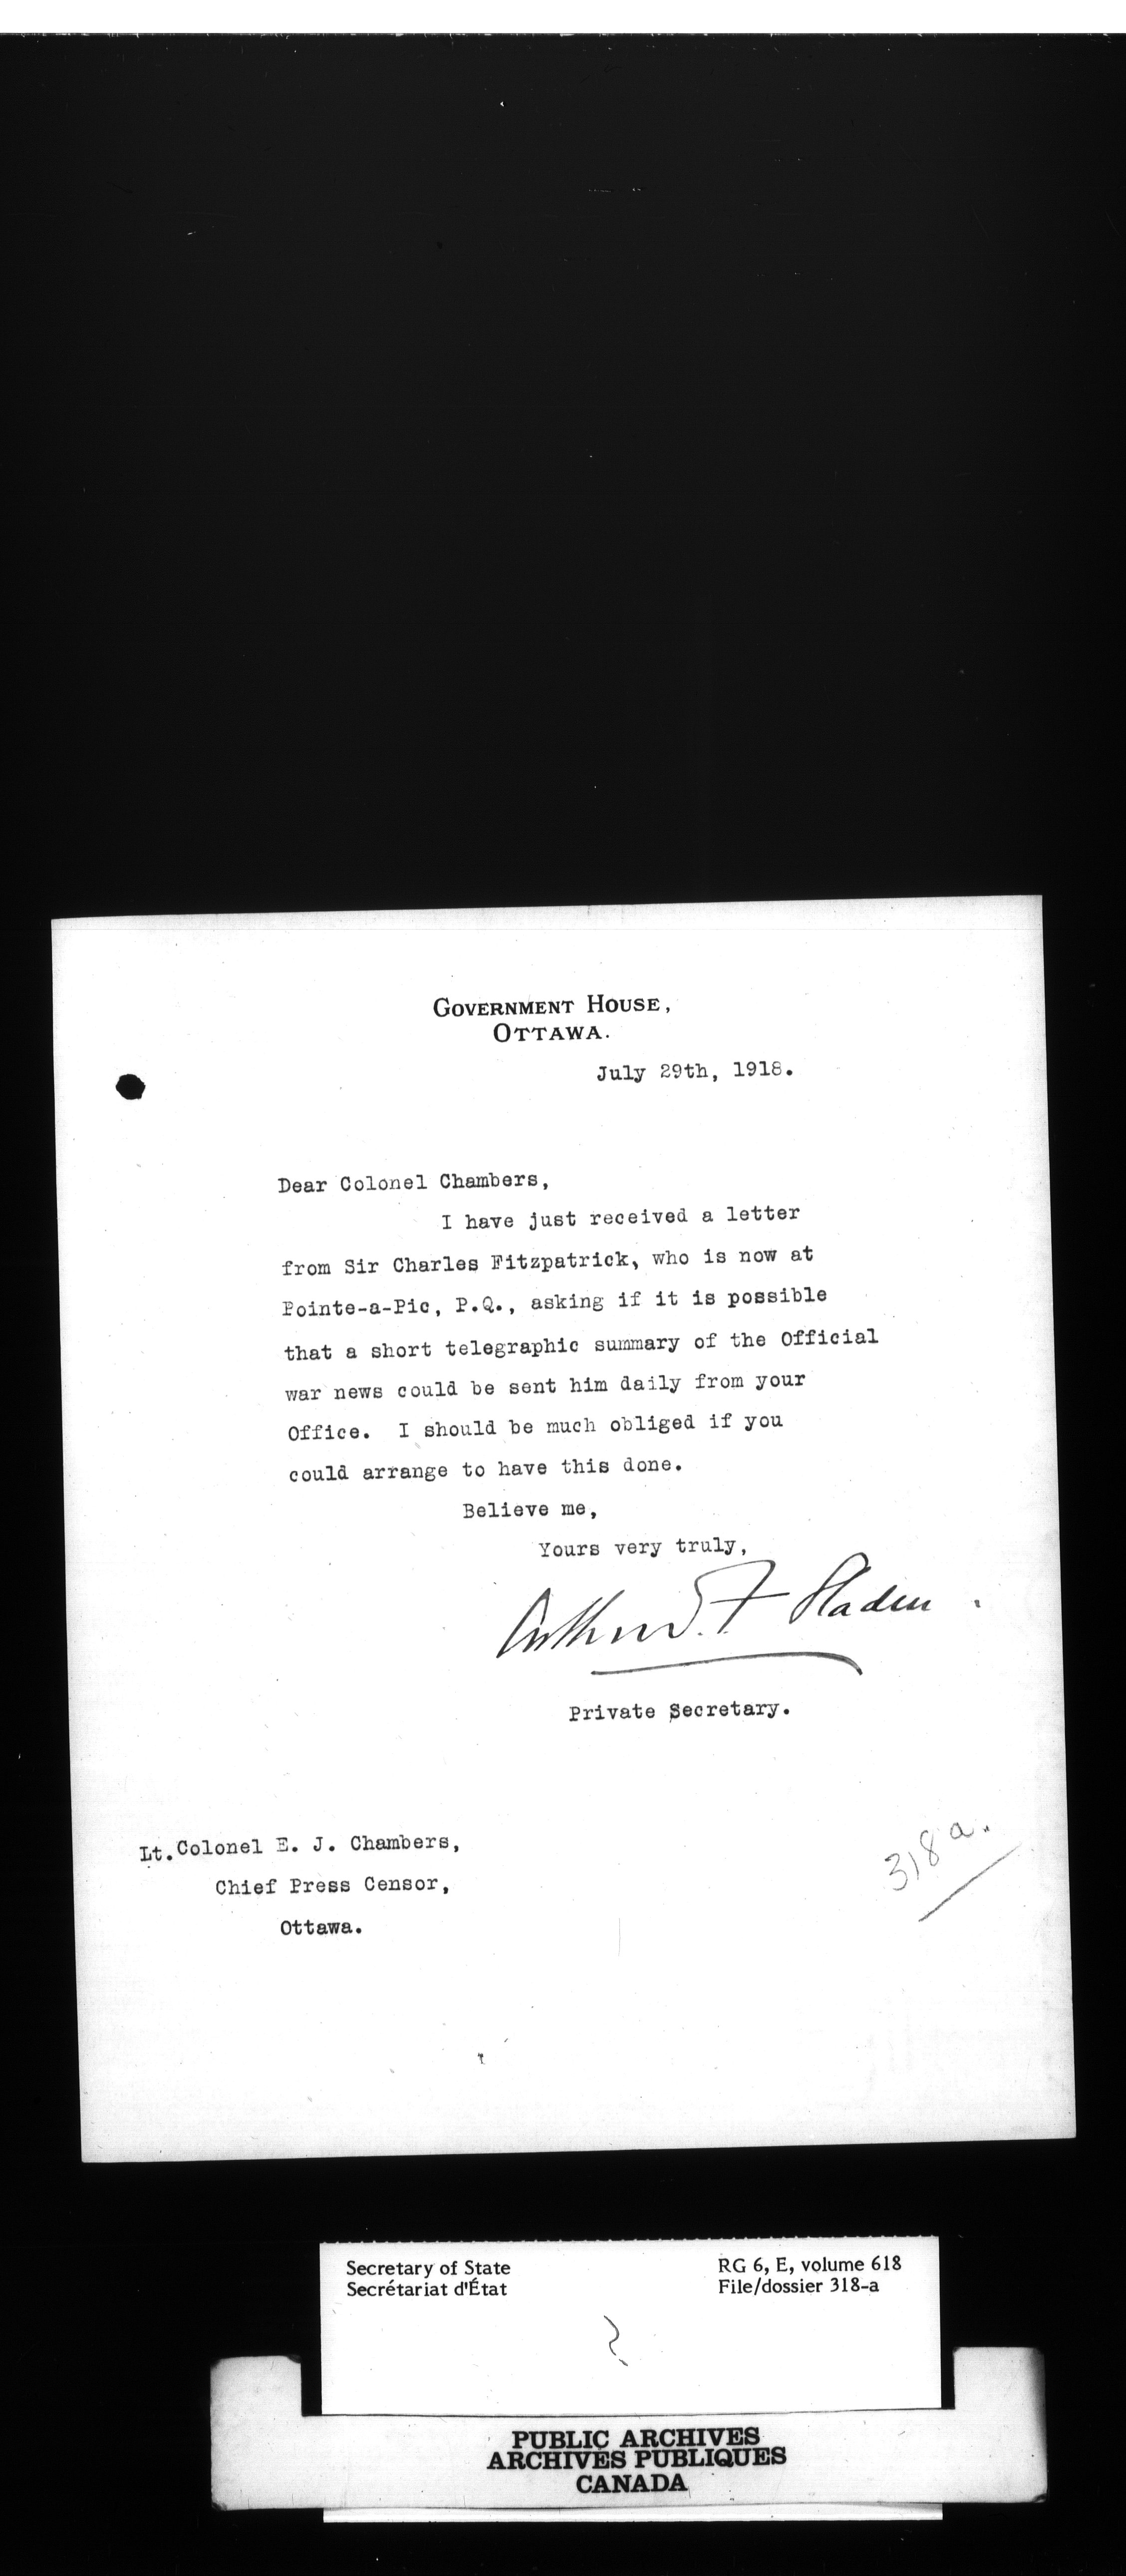 GOVERNMENT HOUSE,
OTTAWA.
July 29th, 1918.
Dear Colonel Chambers,
I have just received a letter
from Sir Charles Fitzpatrick, who is now at
Pointe-a-Pic, P.Q., asking if it is possible
that a short telegraphic summary of the Official
war news could be sent him daily from your
Office. I should be much obliged if you
could arrange to have this done.
Believe me,
Yours very truly,
Arthur F. Sladen.
Private Secretary.
Lt. Colonel E. J. Chambers,
Chief Press Censor,
Ottawa.
318 a.
Secretary of State
Secrétariat d'État
RG 6, E, volume 618
File/dossier 318-a
PUBLIC ARCHIVES
ARCHIVES PUBLIQUES
CANADA